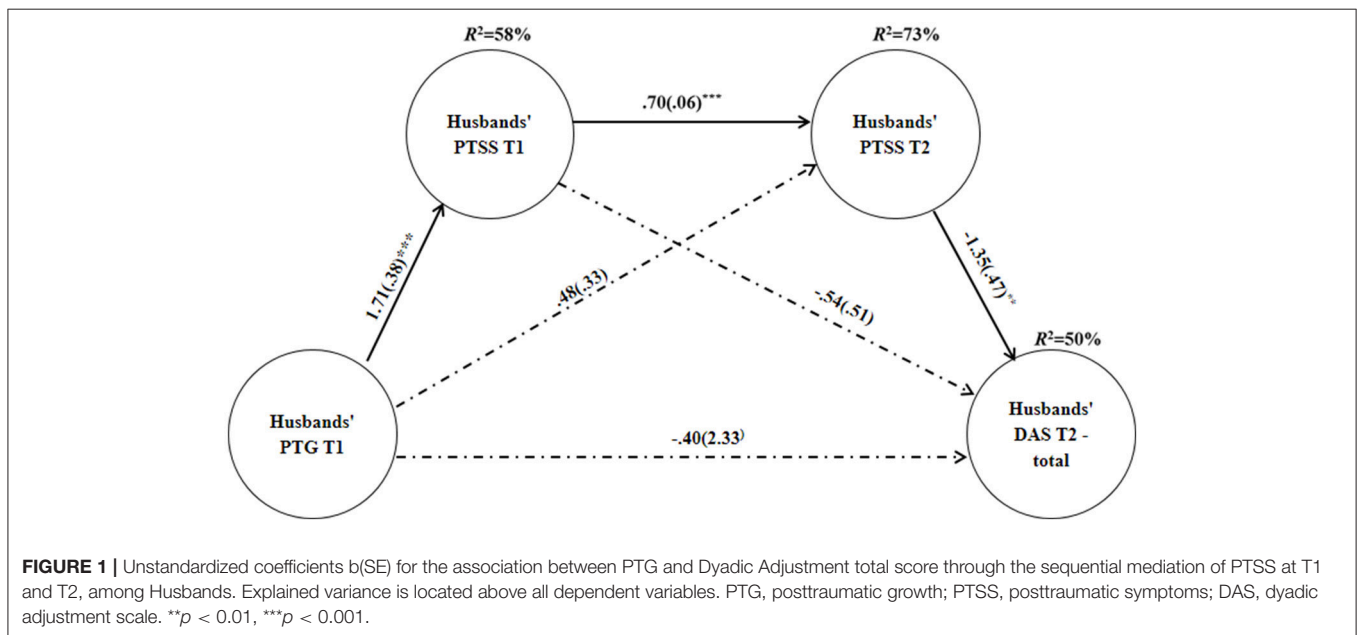 R²=58%
R²=73%
Husbands'
PTSS T1
.70(.06)***
Husbands'
PTSS T2
1.71(.38)***
.48(.33)
-.54(.51)
-1.35(.47)**
R²=50%
Husbands'
PTG T1
-.40(2.33)
Husbands'
DAS T2 -
total
FIGURE 1 | Unstandardized coefficients b(SE) for the association between PTG and Dyadic Adjustment total score through the sequential mediation of PTSS at T1
and T2, among Husbands. Explained variance is located above all dependent variables. PTG, posttraumatic growth; PTSS, posttraumatic symptoms; DAS, dyadic
adjustment scale. **p < 0.01, ***p < 0.001.